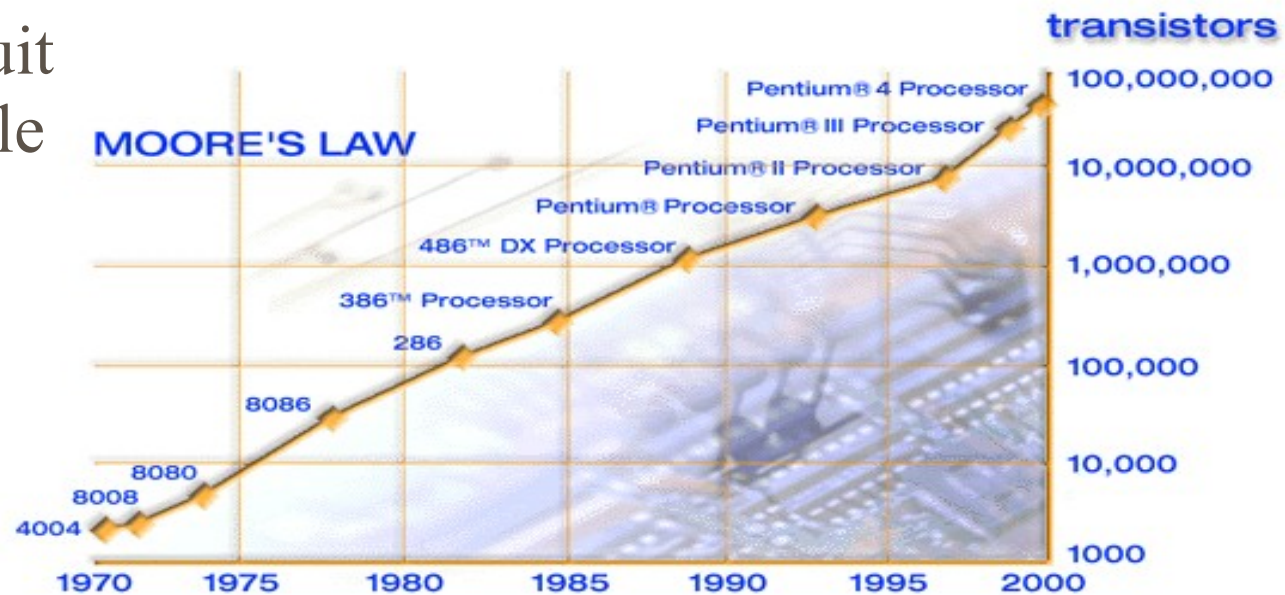 uit
le
transistors
MOORE'S LAW
Pentium® 4 Processor
Pentium® III Processor
Pentium® II Processor
Pentium® Processor
486™ DX Processor
386™ Processor
286
8086
8080
8008
4004
100,000,000
10,000,000
1,000,000
100,000
10,000
1000
1970 1975 1980 1985 1990 1995 2000